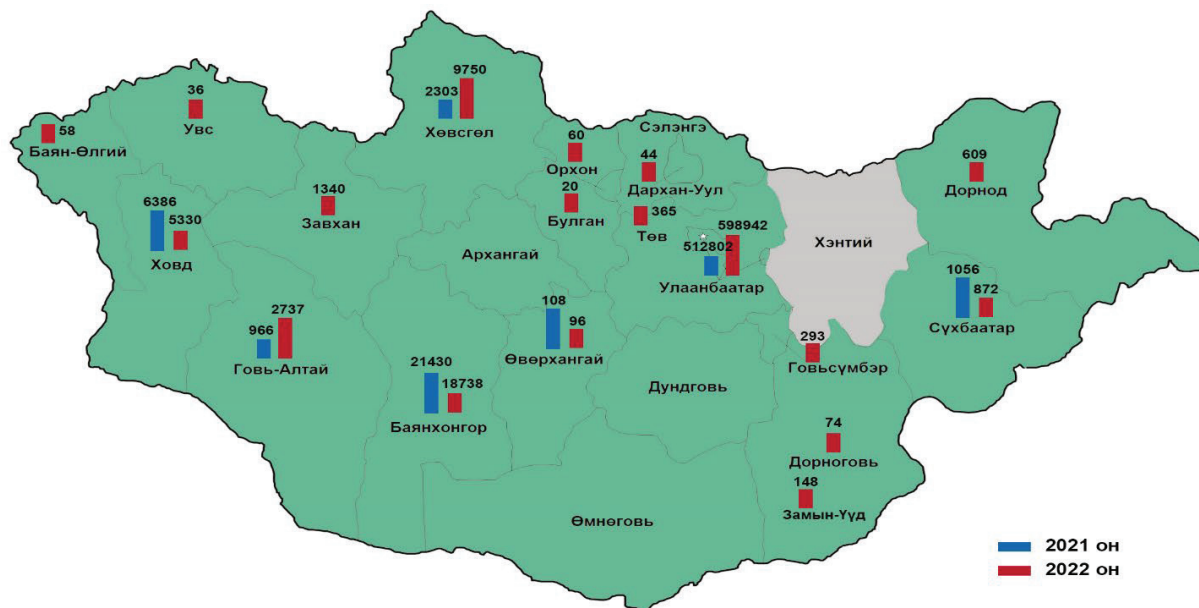 9750
2303
Хөвсгөл
36
Увс
58
Баян-Өлгий
60
Орхон
Сэлэнгэ
44
Дархан-Уул
609
Дорнод
1340
Завхан
20
Булган
365
Төв
6386
5330
Ховд
Архангай
598942
512802
Улаанбаатар
Хэнтий
1056
872
Сүхбаатар
2737
966
Говь-Алтай
108
96
Өвөрхангай
293
Говьсүмбэр
21430
18738
Баянхонгор
Дундговь
74
Дорноговь
148
Замын-Үүд
Өмнөговь
2021 он
2022 он